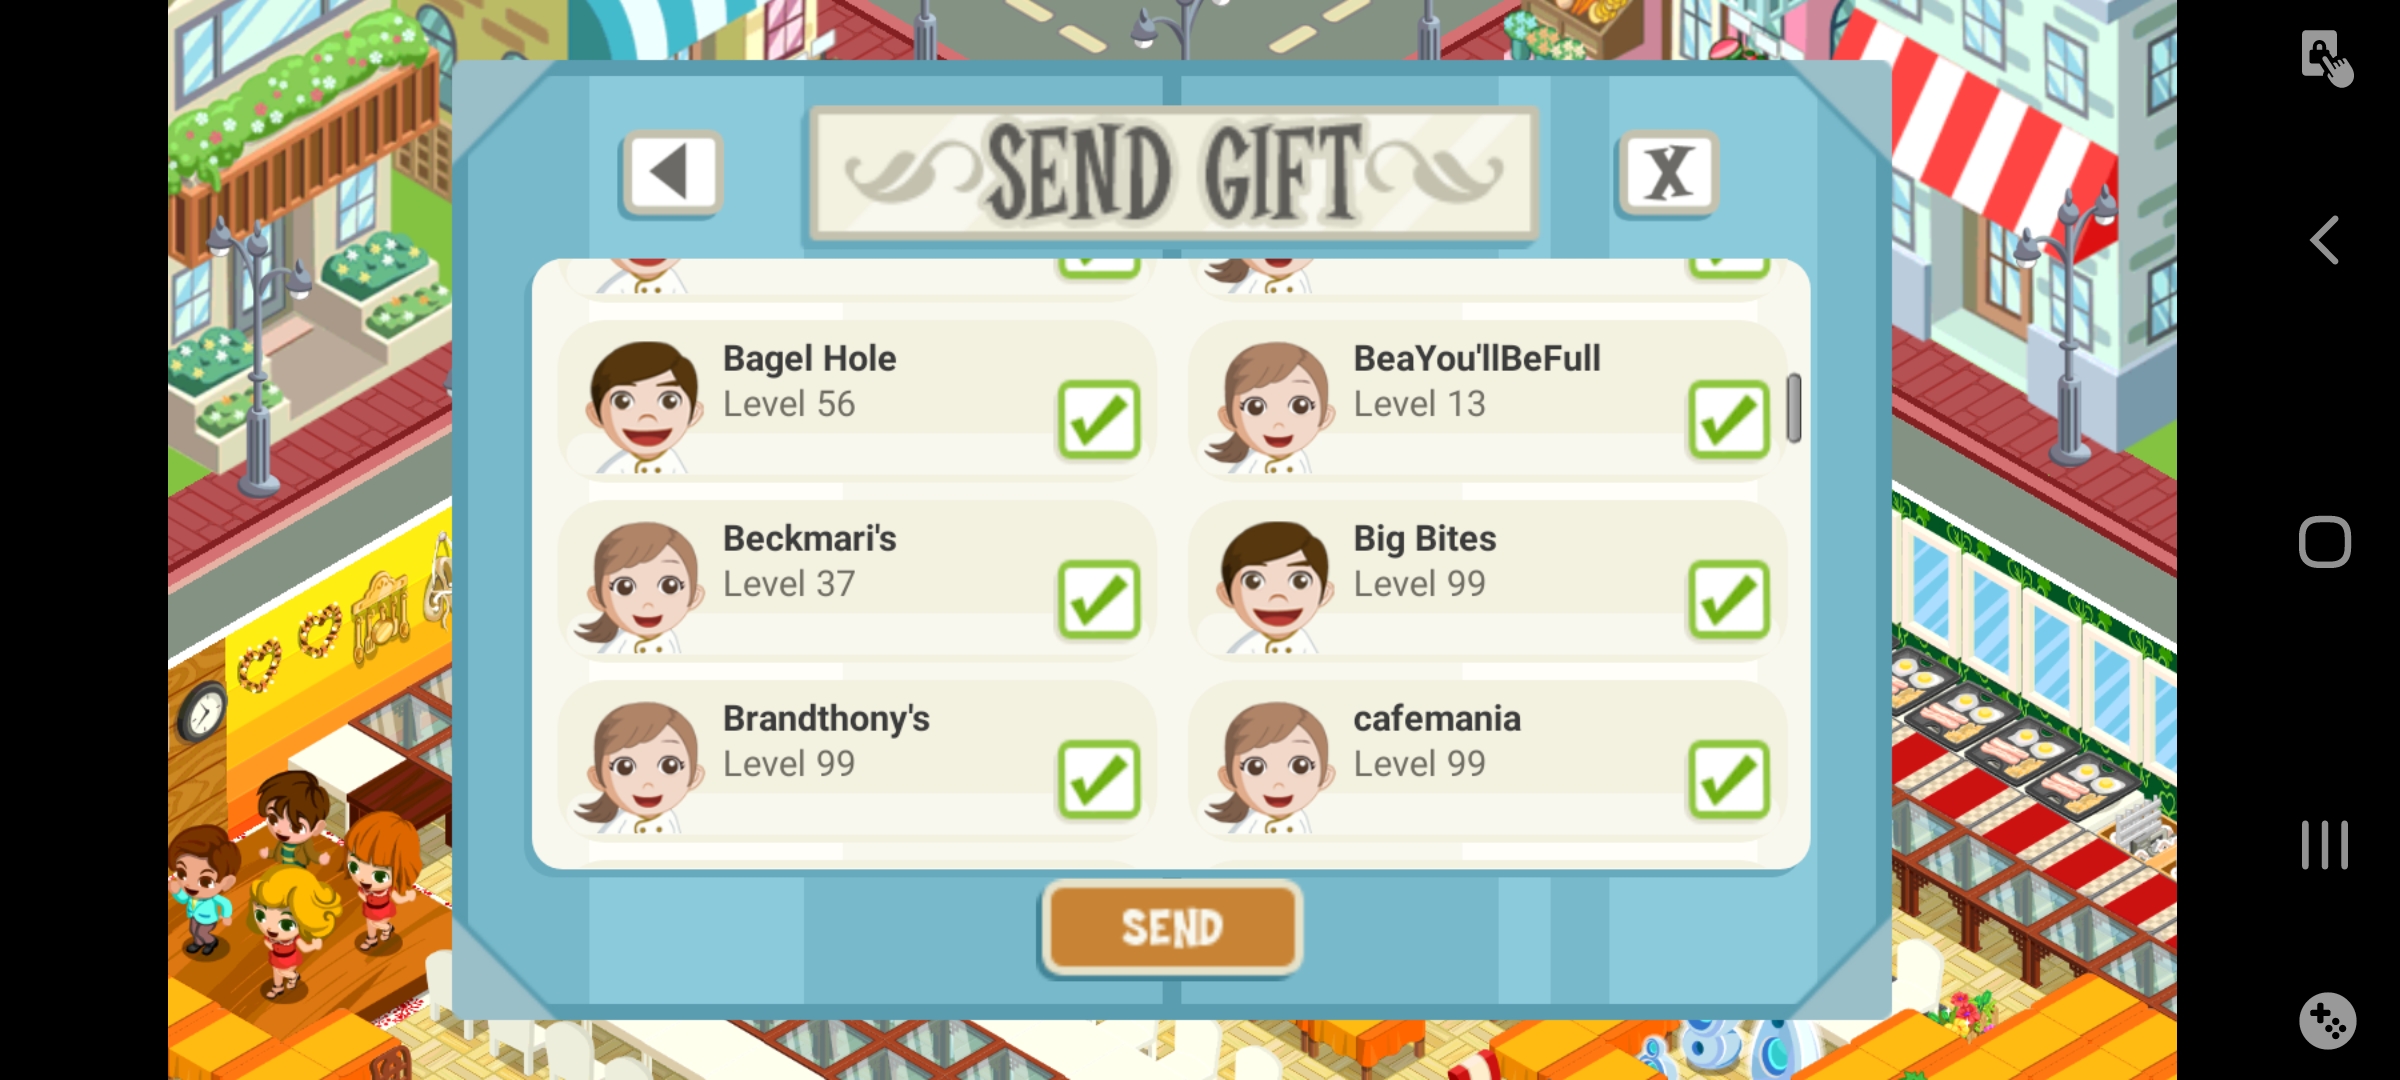 SEND GIFT
X
Bagel Hole
Level 56
BeaYou'llBeFull
Level 13
Beckmari's
Level 37
Big Bites
Level 99
Brandthony's
Level 99
cafemania
Level 99
SEND